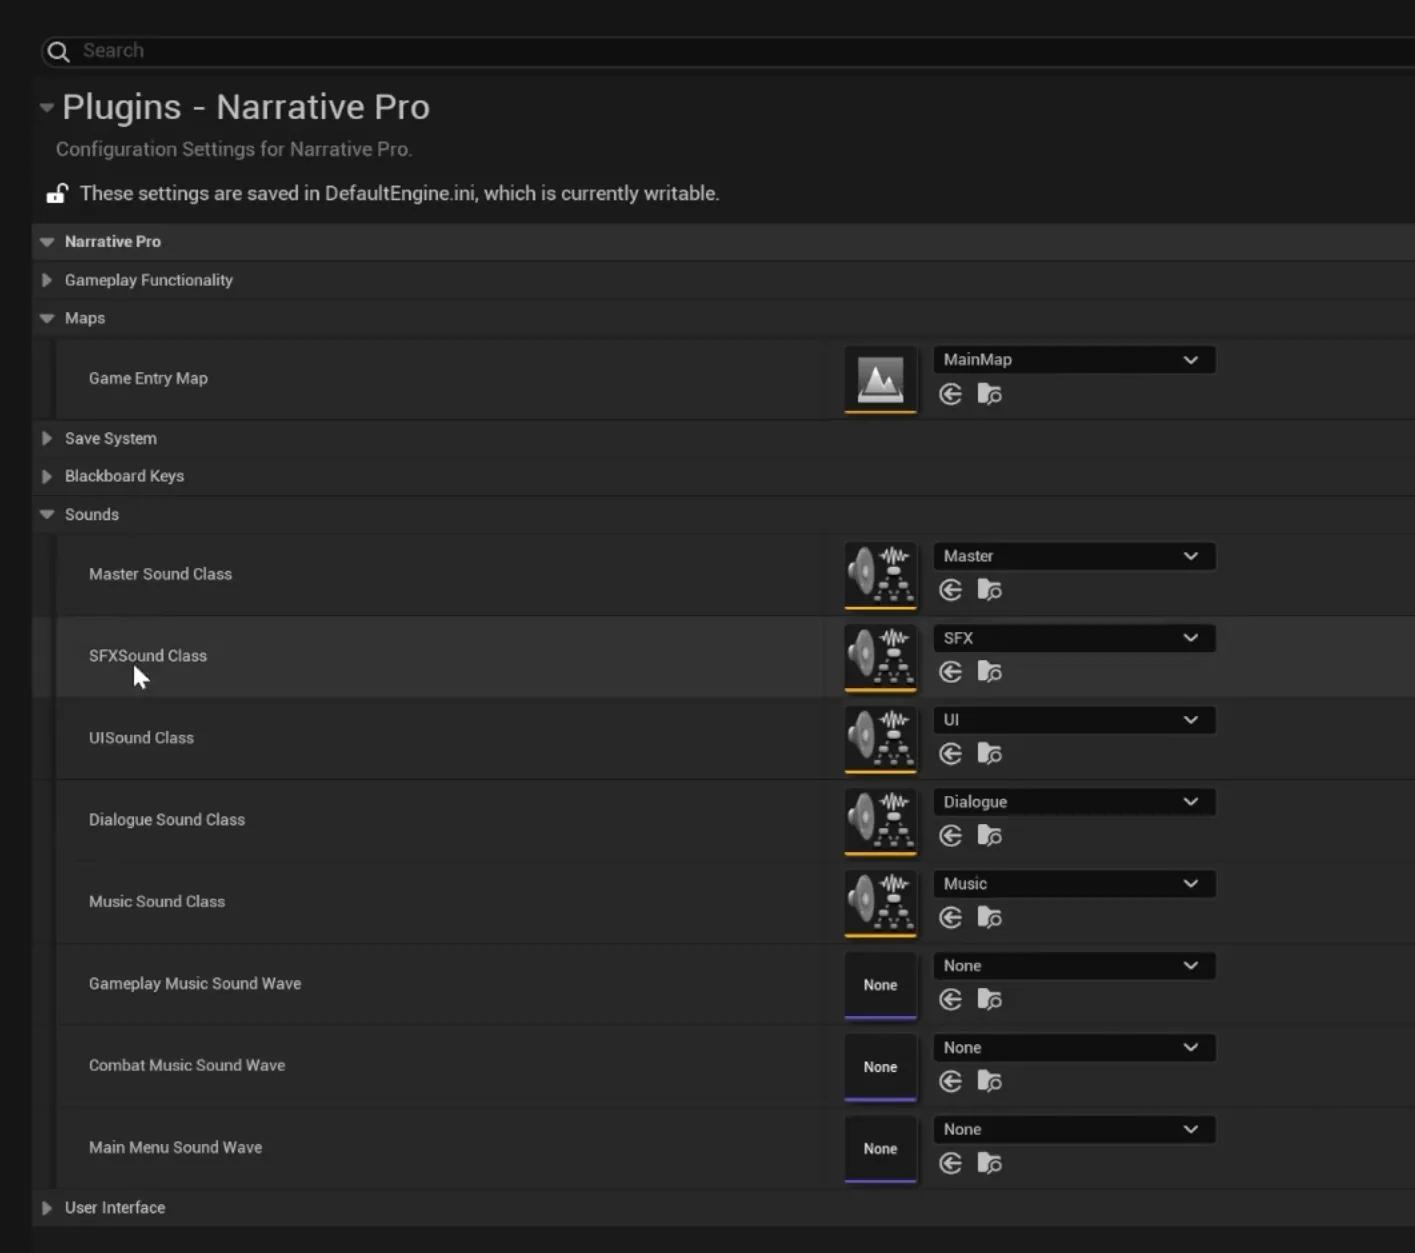 Search
Plugins - Narrative Pro
Configuration Settings for Narrative Pro.
These settings are saved in DefaultEngine.ini, which is currently writable.
Narrative Pro
Gameplay Functionality
Maps
Game Entry Map
MainMap
Save System
Blackboard Keys
Sounds
Master Sound Class
Master
SFXSound Class
SFX
UISound Class
UI
Dialogue Sound Class
Dialogue
Music Sound Class
Music
Gameplay Music Sound Wave
None
None
Combat Music Sound Wave
None
None
Main Menu Sound Wave
None
None
User Interface